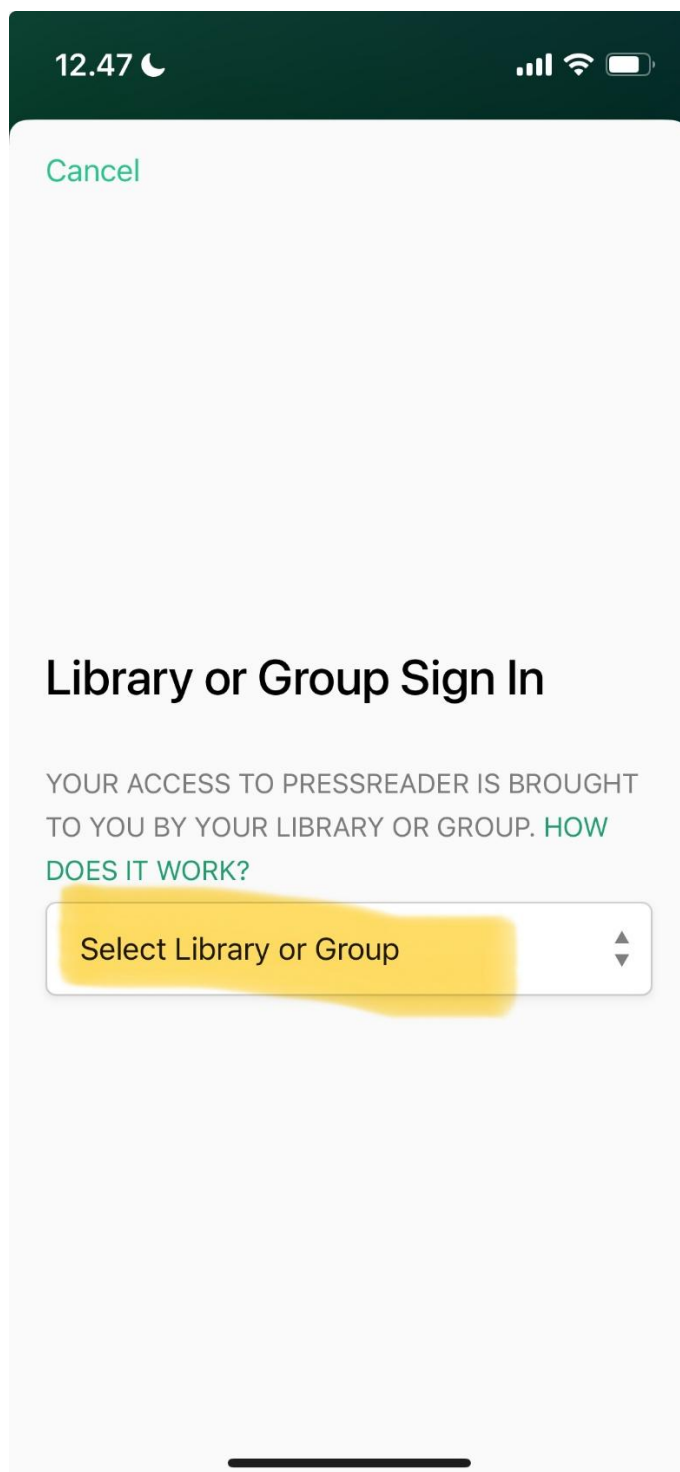 12.47
Cancel
Library or Group Sign In
YOUR ACCESS TO PRESSREADER IS BROUGHT
TO YOU BY YOUR LIBRARY OR GROUP. HOW
DOES IT WORK?
Select Library or Group